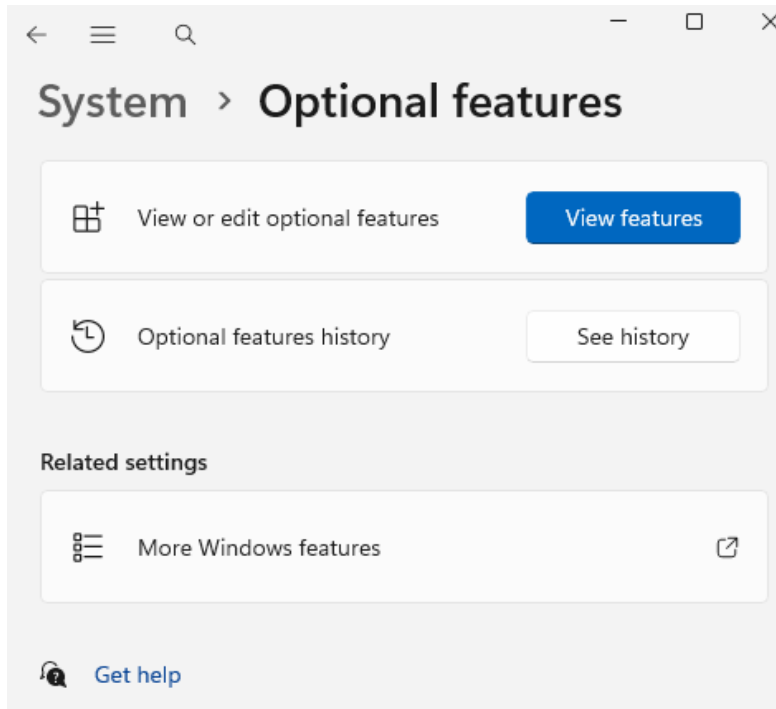 System > Optional features
View or edit optional features View features
Optional features history See history
Related settings
More Windows features
Get help